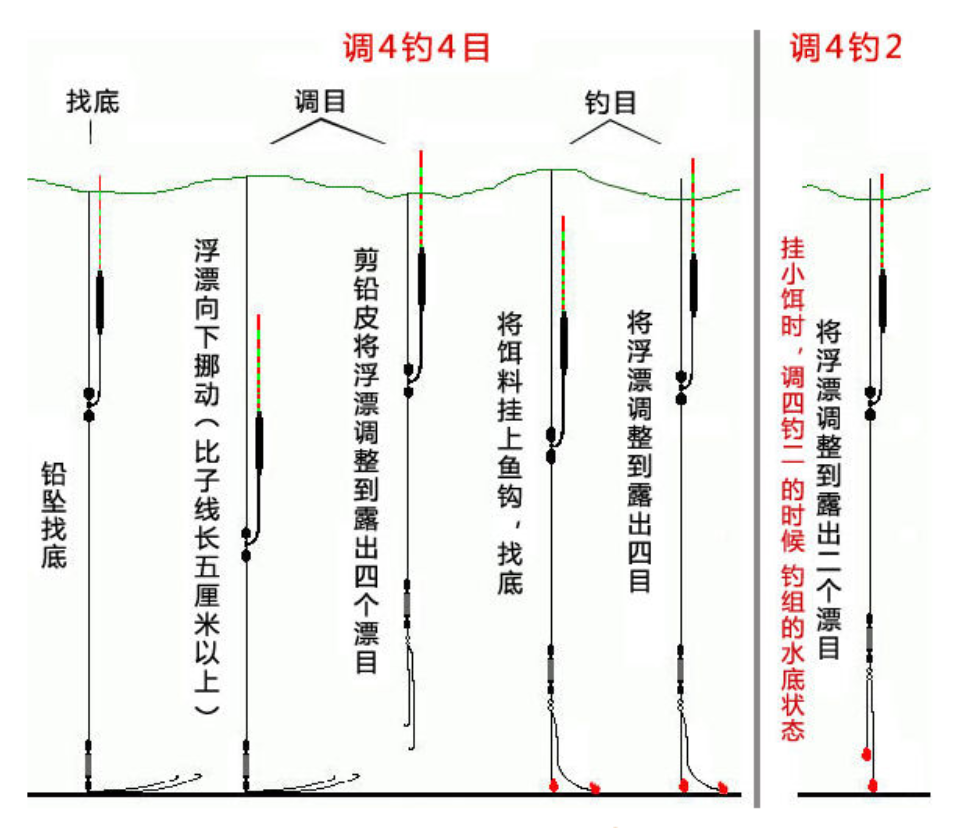 调4钓4目
调4钓2
找底
调目
钓目
铅坠找底
浮漂向下挪动（比子线长五厘米以上）
剪铅皮将浮漂调整到露出四个漂目
将饵料挂上鱼钩，找底
将浮漂调整到露出四目
挂小饵时，调四钓二的时候 钓组的水底状态
将浮漂调整到露出二个漂目